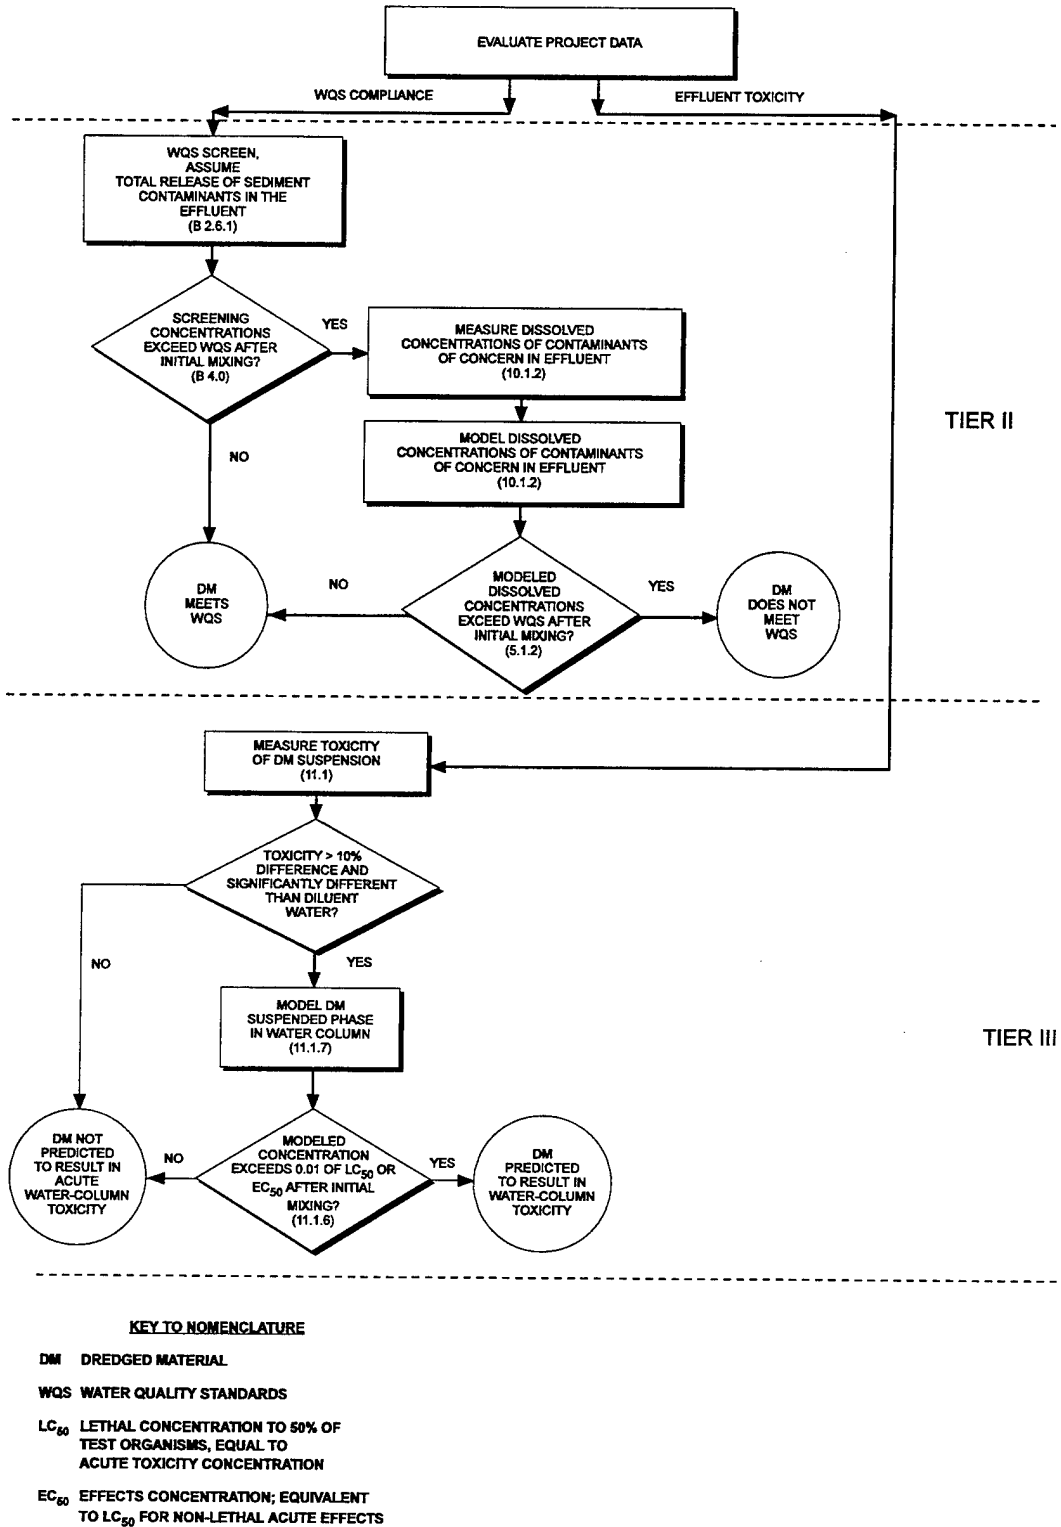 EVALUATE PROJECT DATA
WQS COMPLIANCE
EFFLUENT TOXICITY
WQS SCREEN,
ASSUME
TOTAL RELEASE OF SEDIMENT
CONTAMINANTS IN THE
EFFLUENT
(B 2.6.1)
SCREENING
CONCENTRATIONS
EXCEED WQS AFTER
INITIAL MIXING?
(B 4.0)
YES
MEASURE DISSOLVED
CONCENTRATIONS OF CONTAMINANTS
OF CONCERN IN EFFLUENT
(10.1.2)
TIER II
NO
MODEL DISSOLVED
CONCENTRATIONS OF CONTAMINANTS
OF CONCERN IN EFFLUENT
(10.1.2)
DM
MEETS
WQS
NO
MODELED
DISSOLVED
CONCENTRATIONS
EXCEED WQS AFTER
INITIAL MIXING?
(5.1.2)
YES
DM
DOES NOT
MEET
WQS
MEASURE TOXICITY
OF DM SUSPENSION
(11.1)
TOXICITY > 10%
DIFFERENCE AND
SIGNIFICANTLY DIFFERENT
THAN DILUENT
WATER?
NO
YES
MODEL DM
SUSPENDED PHASE
IN WATER COLUMN
(11.1.7)
TIER III
DM NOT
PREDICTED
TO RESULT IN
ACUTE
WATER-COLUMN
TOXICITY
NO
MODELED
CONCENTRATION
EXCEEDS 0.01 OF LC50 OR
EC50 AFTER INITIAL
MIXING?
(11.1.6)
YES
DM
PREDICTED
TO RESULT IN
WATER-COLUMN
TOXICITY
KEY TO NOMENCLATURE
DM DREDGED MATERIAL
WQS WATER QUALITY STANDARDS
LC50 LETHAL CONCENTRATION TO 50% OF
TEST ORGANISMS, EQUAL TO
ACUTE TOXICITY CONCENTRATION
EC50 EFFECTS CONCENTRATION; EQUIVALENT
TO LC50 FOR NON-LETHAL ACUTE EFFECTS